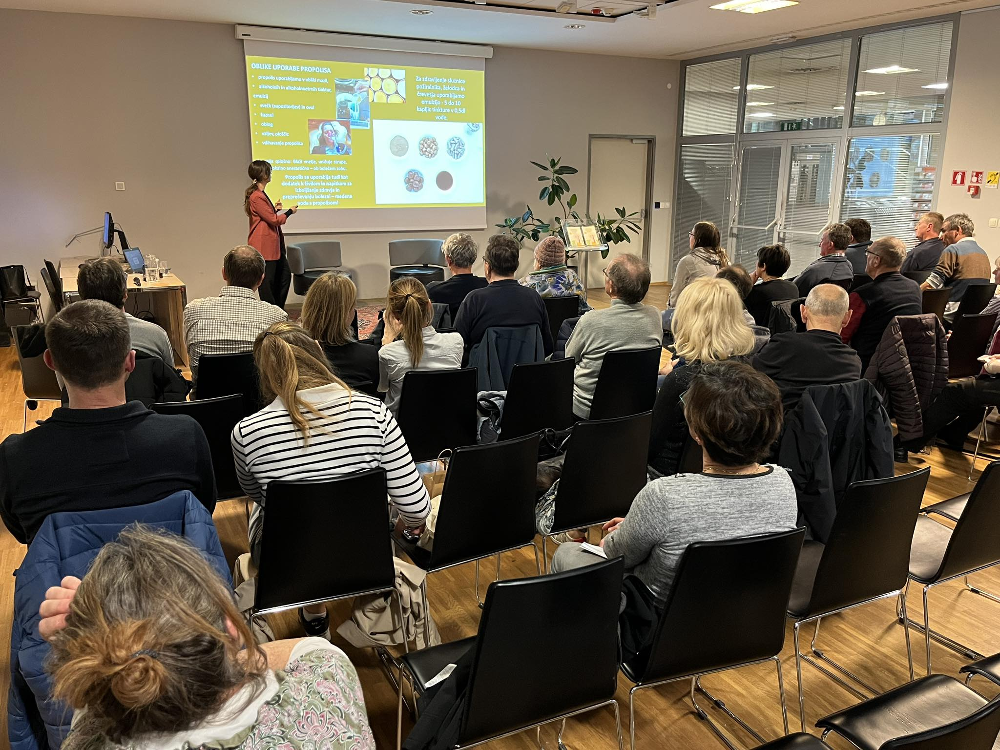 OBLIKE UPORABE PROPOLISA
• propolis uporabljamo v obliki mazil,
• alkoholnih in alkoholnoetrnih tinktur,
emulzij
• svečk (supozitorijev) in ovul
• kapsul
• oblog
• valjev, ploščic
• vdihavanje propolisa
splošno: Blaži vnetje, uničuje strupe,
lokalno anestetično – ob bolečem zobu.
Propolis se uporablja tudi kot
dodatek k živilom in napitkom za
izboljšanje zdravja in
preprečevanju bolezni – medena
voda s propolisom!
Za zdravljenje sluznice
požiralnika, želodca in
črevesja uporabljamo
emulzijo - 5 do 10
kapljic tinkture v 0,5dl
vode.